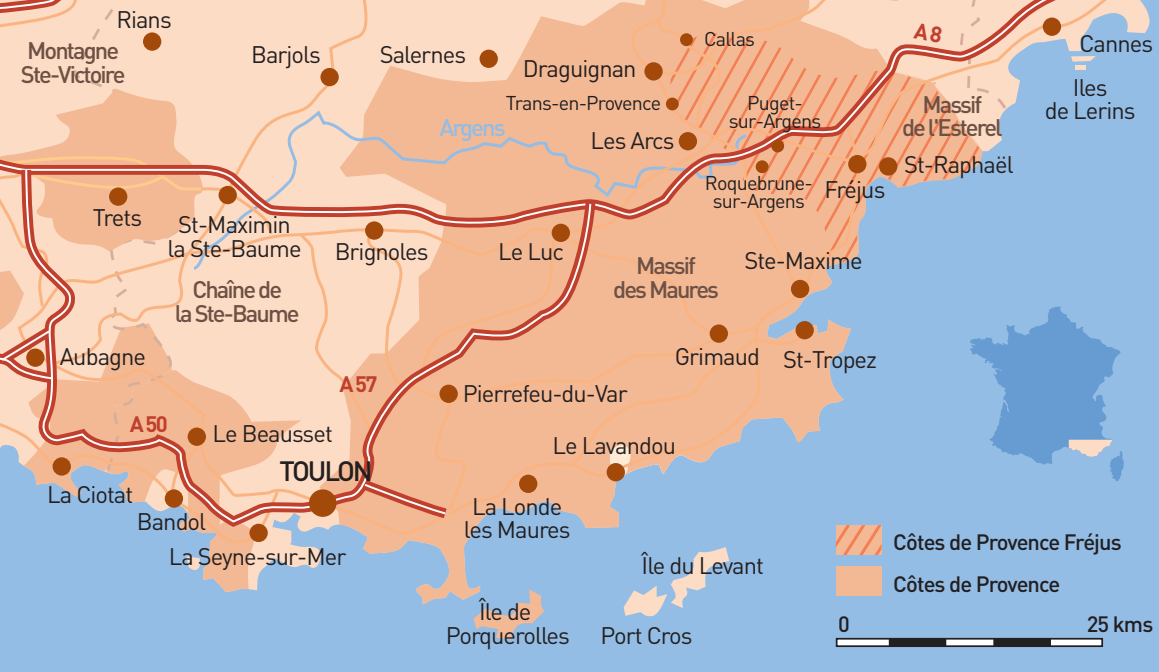 Rians
Montagne
Ste-Victoire
Barjols
Salernes
Callas
A 8
Cannes
Iles
de Lerins
Draguignan
Trans-en-Provence
Puget-
sur-Argens
Massif
de l'Esterel
Argens
Les Arcs
St-Raphaël
Roquebrune-
sur-Argens
Fréjus
Trets
St-Maximin
la Ste-Baume
Brignoles
Le Luc
Massif
des Maures
Ste-Maxime
Chaîne de
la Ste-Baume
Aubagne
Grimaud
St-Tropez
A 57
Pierrefeu-du-Var
A 50
Le Beausset
Le Lavandou
TOULON
La Ciotat
Bandol
La Londe
les Maures
La Seyne-sur-Mer
Île du Levant
Île de
Porquerolles
Port Cros
Côtes de Provence Fréjus
Côtes de Provence
0
25 kms